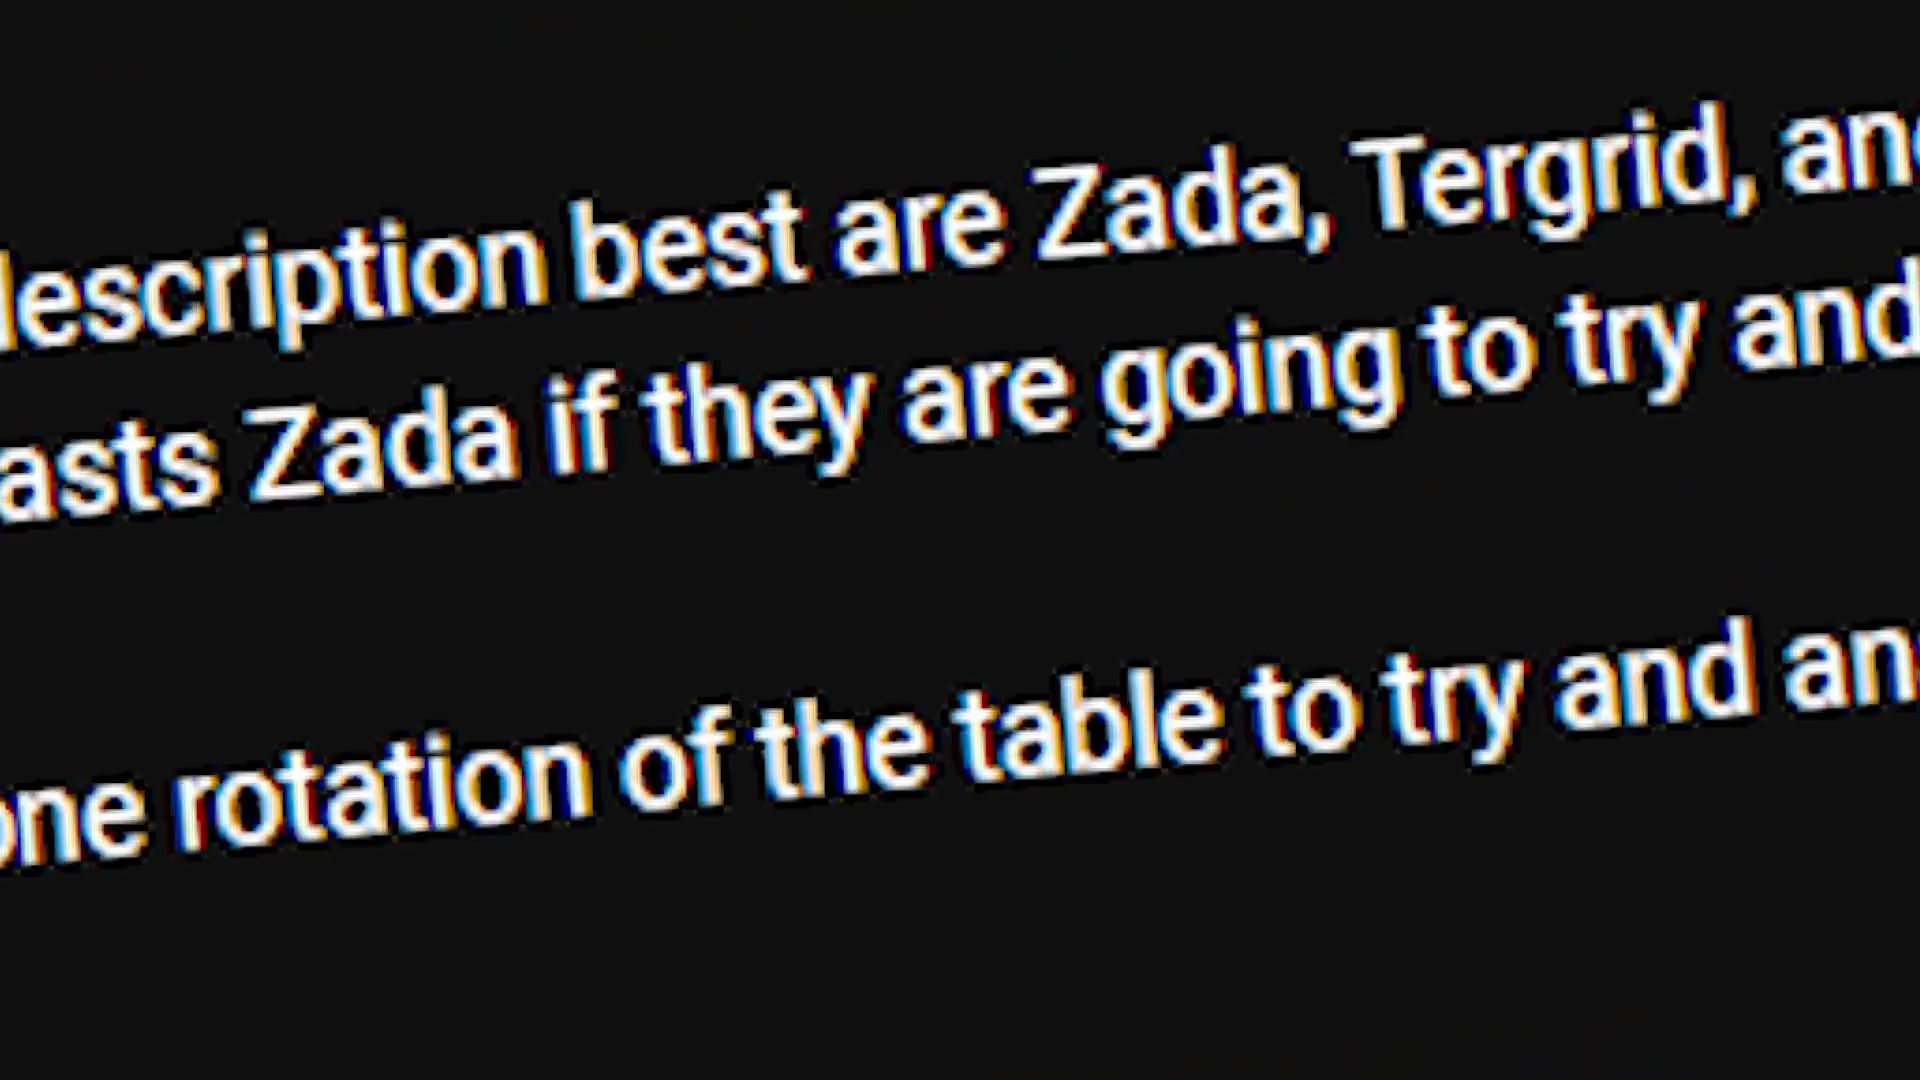 lescription best are Zada, Tergrid, and
asts Zada if they are going to try and
one rotation of the table to try and an